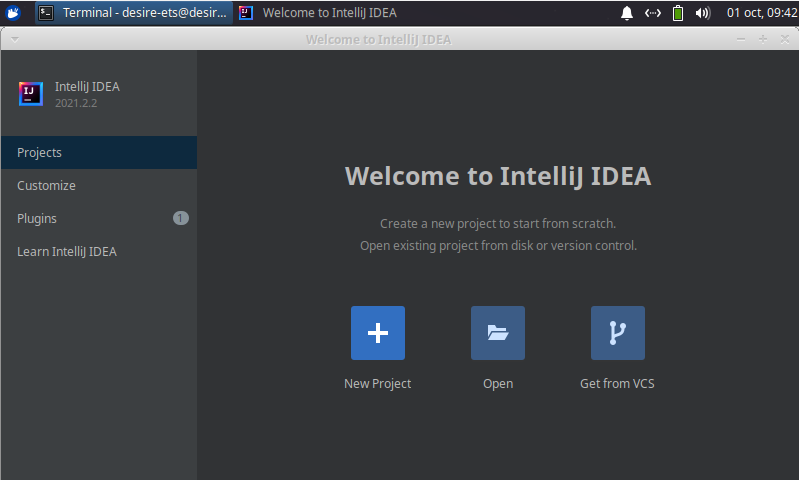 Terminal - desire-ets@desir...
Welcome to IntelliJ IDEA
01 oct, 09:42
Welcome to IntelliJ IDEA
IJ
IntelliJ IDEA
2021.2.2
Projects
Customize
Plugins
1
Learn IntelliJ IDEA
Welcome to IntelliJ IDEA
Create a new project to start from scratch.
Open existing project from disk or version control.
New Project
Open
Get from VCS